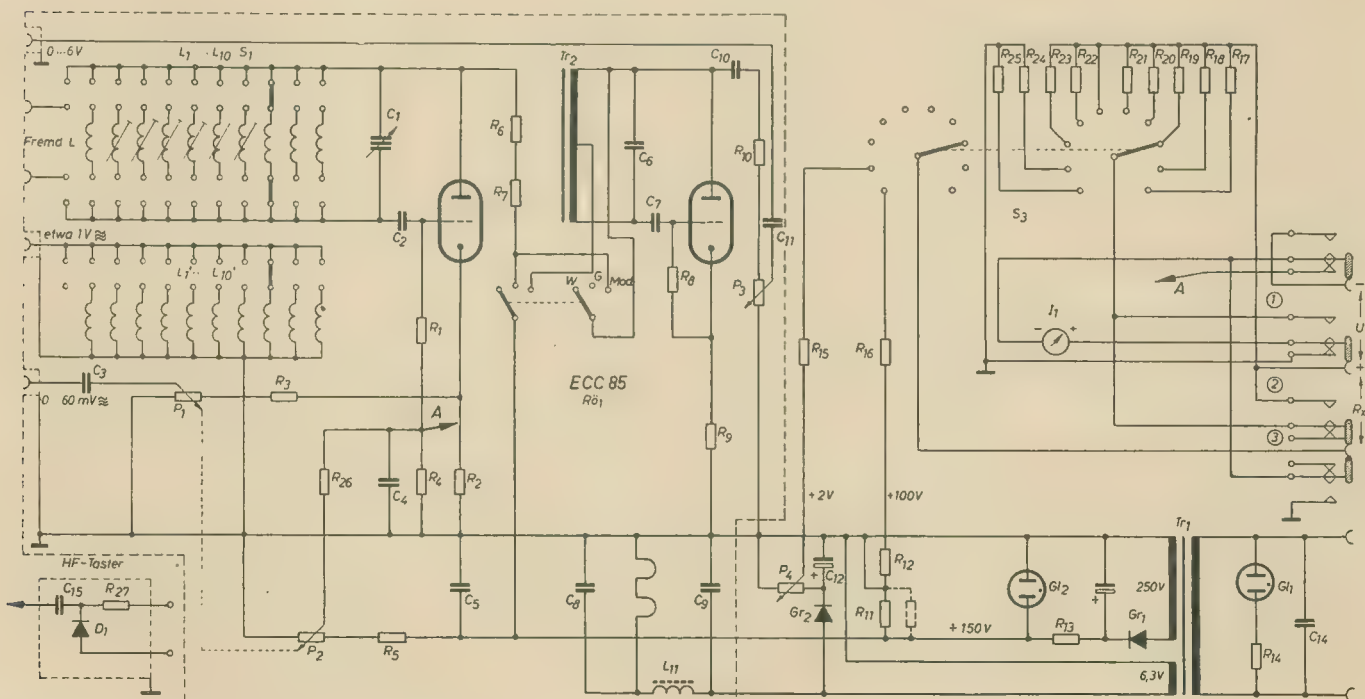 0...6V
L1 ... L10 S1
Fremd L
etwa 1V ≋
L1' ... L10'
C3
0 60 mV ≋
P1
R3
C1
C2
R1
R26
C4
A
R4
R2
R6
R7
Tr2
C6
C7
R8
W G Mod.
ECC 85
Rö1
R9
C10
R10
P3
C11
R15
R16
+2V
+100V
R25 R24 R23 R22 R21 R20 R19 R18 R17
S3
I1
- +
A
①
②
③
-
U
+
Rx
HF-Taster
C15
R27
D1
P2
R5
C5
C8
L11
C9
P4
C12
Gr2
R12
R11
+150V
Gl2
R13
+
Gr1
250V
6,3V
Tr1
Gl1
R14
C14